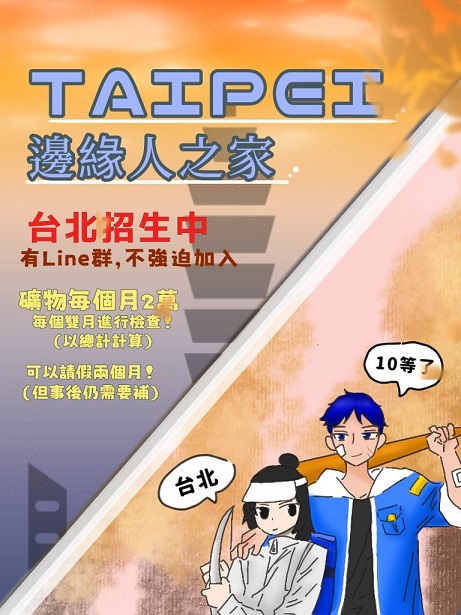 TAIPEI
邊緣人之家
台北招生中
有Line群,不強迫加入
礦物每個月2萬
每個雙月進行檢查!
(以總計計算)
可以請假兩個月!
(但事後仍需要補)
10等了
台北